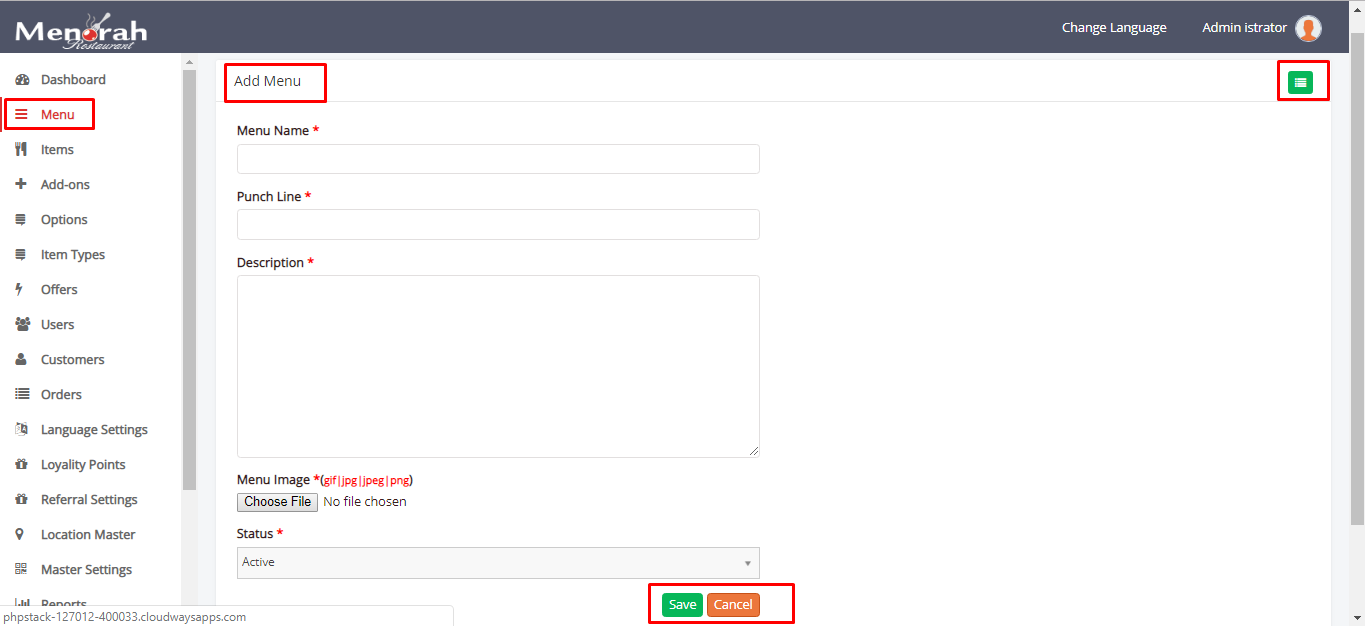 Menorah
Restaurant
Change Language
Admin istrator
Dashboard
Menu
Items
Add-ons
Options
Item Types
Offers
Users
Customers
Orders
Language Settings
Loyality Points
Referral Settings
Location Master
Master Settings
Reports
Add Menu
Menu Name *
Punch Line *
Description *
Menu Image *(gif|jpg|jpeg|png)
Choose File No file chosen
Status *
Active
Save Cancel
phpstack-127012-400033.cloudwaysapps.com